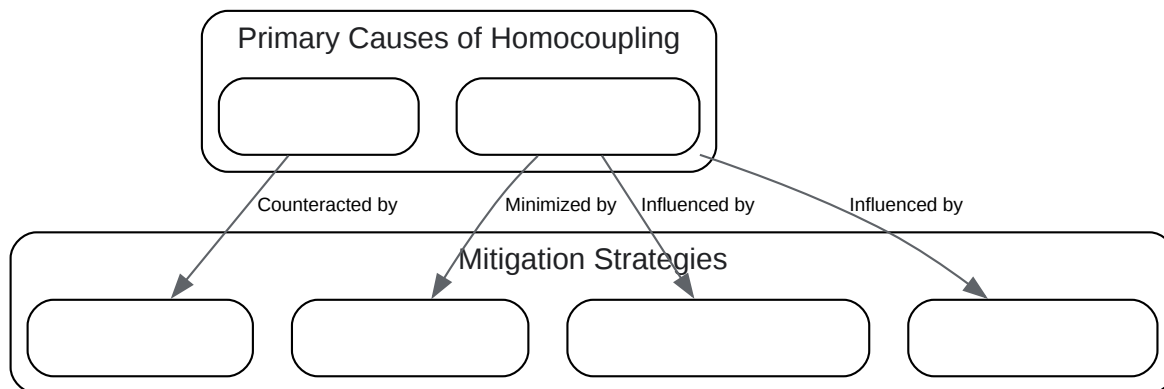 Primary Causes of Homocoupling
Counteracted by
Minimized by
Influenced by
Influenced by
Mitigation Strategies